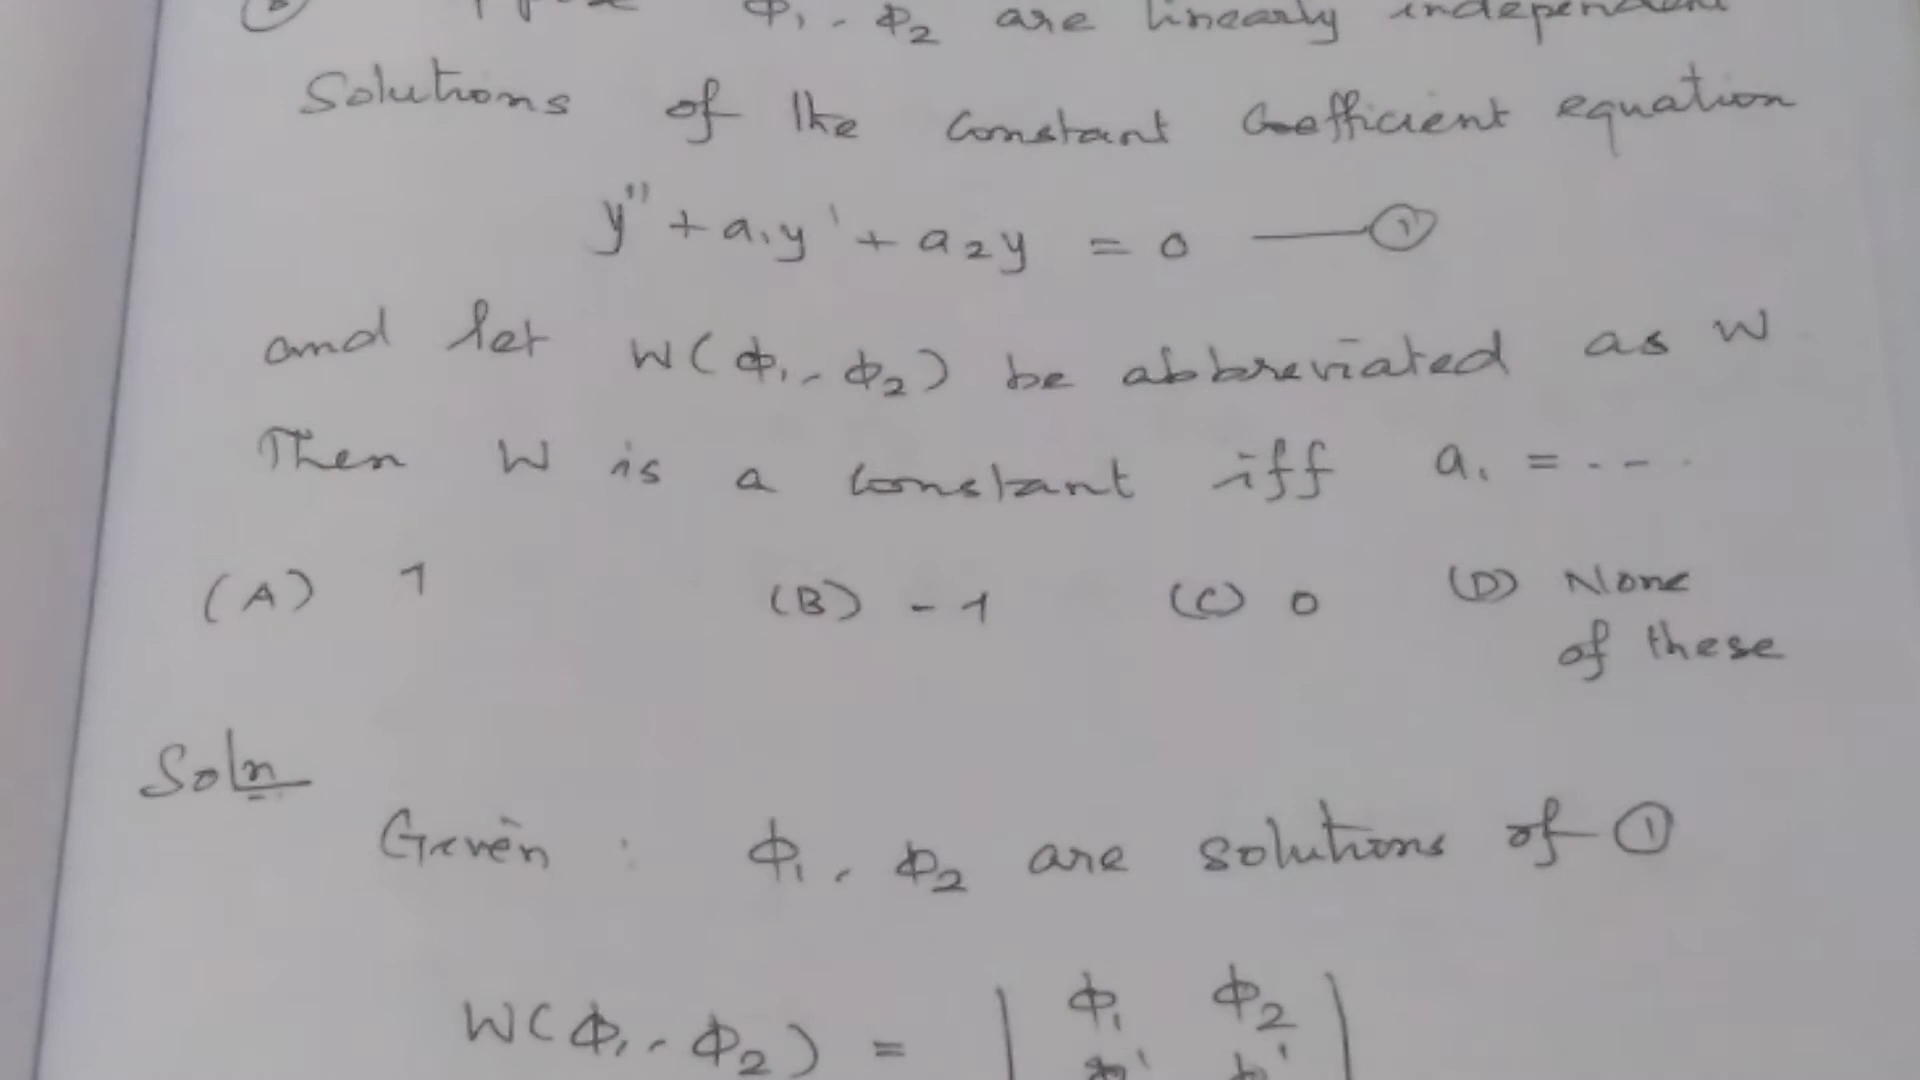 φ₁, φ₂ are linearly independent
Solutions of the constant coefficient equation
y'' + a₁y' + a₂y = 0 —— ①
and let W(φ₁, φ₂) be abbreviated as W
Then W is a constant iff a₁ = ----
(A) 1 (B) -1 (C) 0 (D) None of these
Soln
Given : φ₁, φ₂ are solutions of ①
W(φ₁, φ₂) = | φ₁ φ₂ |